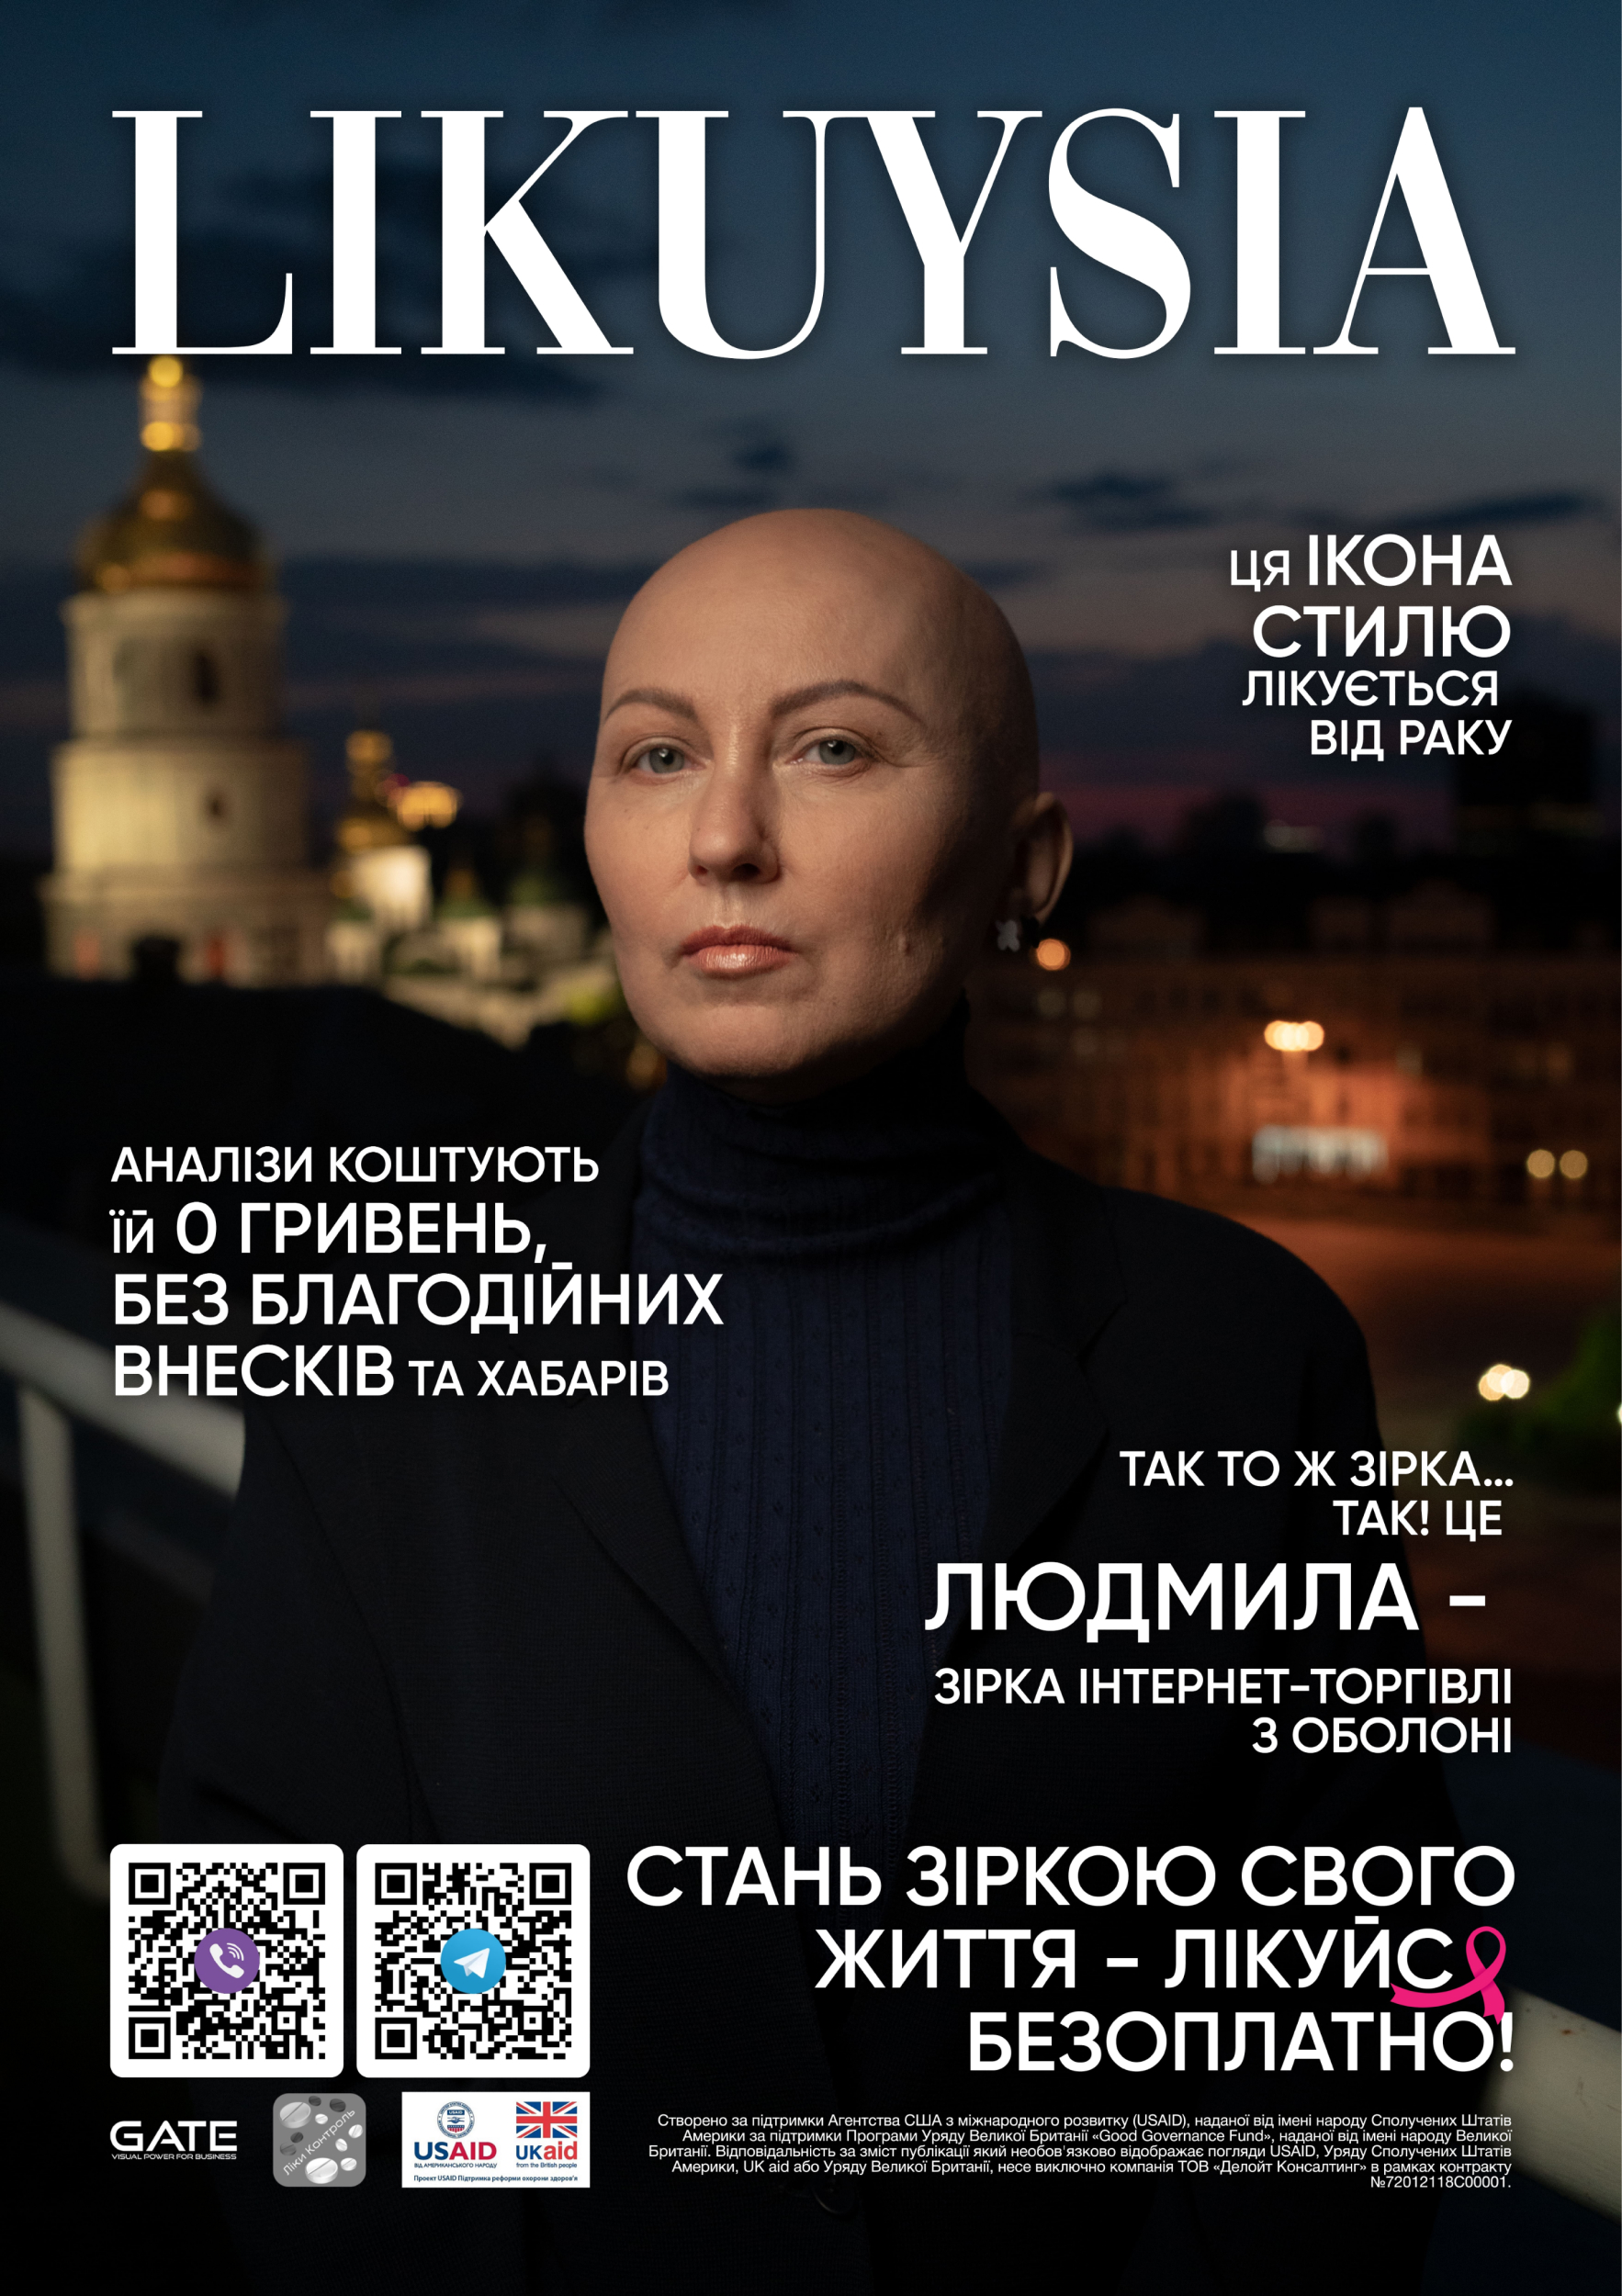 LIKUYSIA
ЦЯ ІКОНА
СТИЛЮ
ЛІКУЄТЬСЯ
ВІД РАКУ
АНАЛІЗИ КОШТУЮТЬ
ЇЙ 0 ГРИВЕНЬ,
БЕЗ БЛАГОДІЙНИХ
ВНЕСКІВ ТА ХАБАРІВ
ТАК ТО Ж ЗІРКА...
ТАК! ЦЕ
ЛЮДМИЛА -
ЗІРКА ІНТЕРНЕТ-ТОРГІВЛІ
З ОБОЛОНІ
СТАНЬ ЗІРКОЮ СВОГО
ЖИТТЯ - ЛІКУЙС
БЕЗОПЛАТНО!
GATE
VISUAL POWER FOR BUSINESS
Ліки Контроль
USAID
ВІД АМЕРИКАНСЬКОГО НАРОДУ
UKaid
from the British people
Проект USAID Підтримка реформи охорони здоров'я
Створено за підтримки Агентства США з міжнародного розвитку (USAID), наданої від імені народу Сполучених Штатів
Америки за підтримки Програми Уряду Великої Британії «Good Governance Fund», наданої від імені народу Великої
Британії. Відповідальність за зміст публікації який необов'язково відображає погляди USAID, Уряду Сполучених Штатів
Америки, UK aid або Уряду Великої Британії, несе виключно компанія ТОВ «Делойт Консалтинг» в рамках контракту
№72012118C00001.